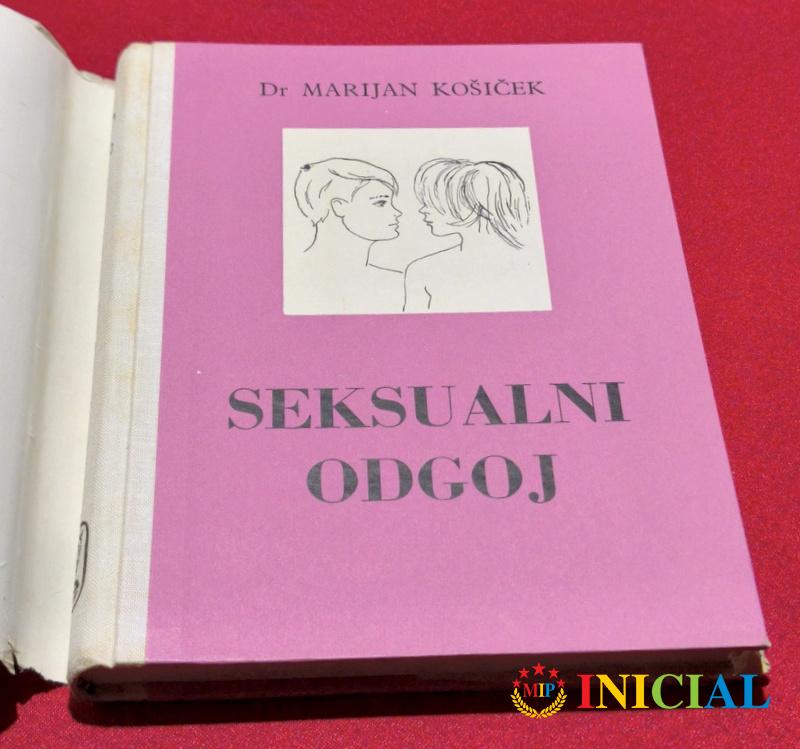 Dr MARIJAN KOŠIČEK
SEKSUALNI
ODGOJ
MIP INICIAL